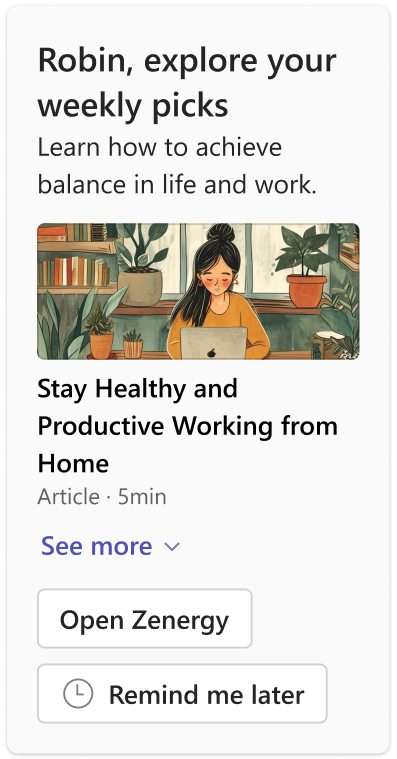 Robin, explore your
weekly picks
Learn how to achieve
balance in life and work.
Stay Healthy and
Productive Working from
Home
Article · 5min
See more
Open Zenergy
Remind me later